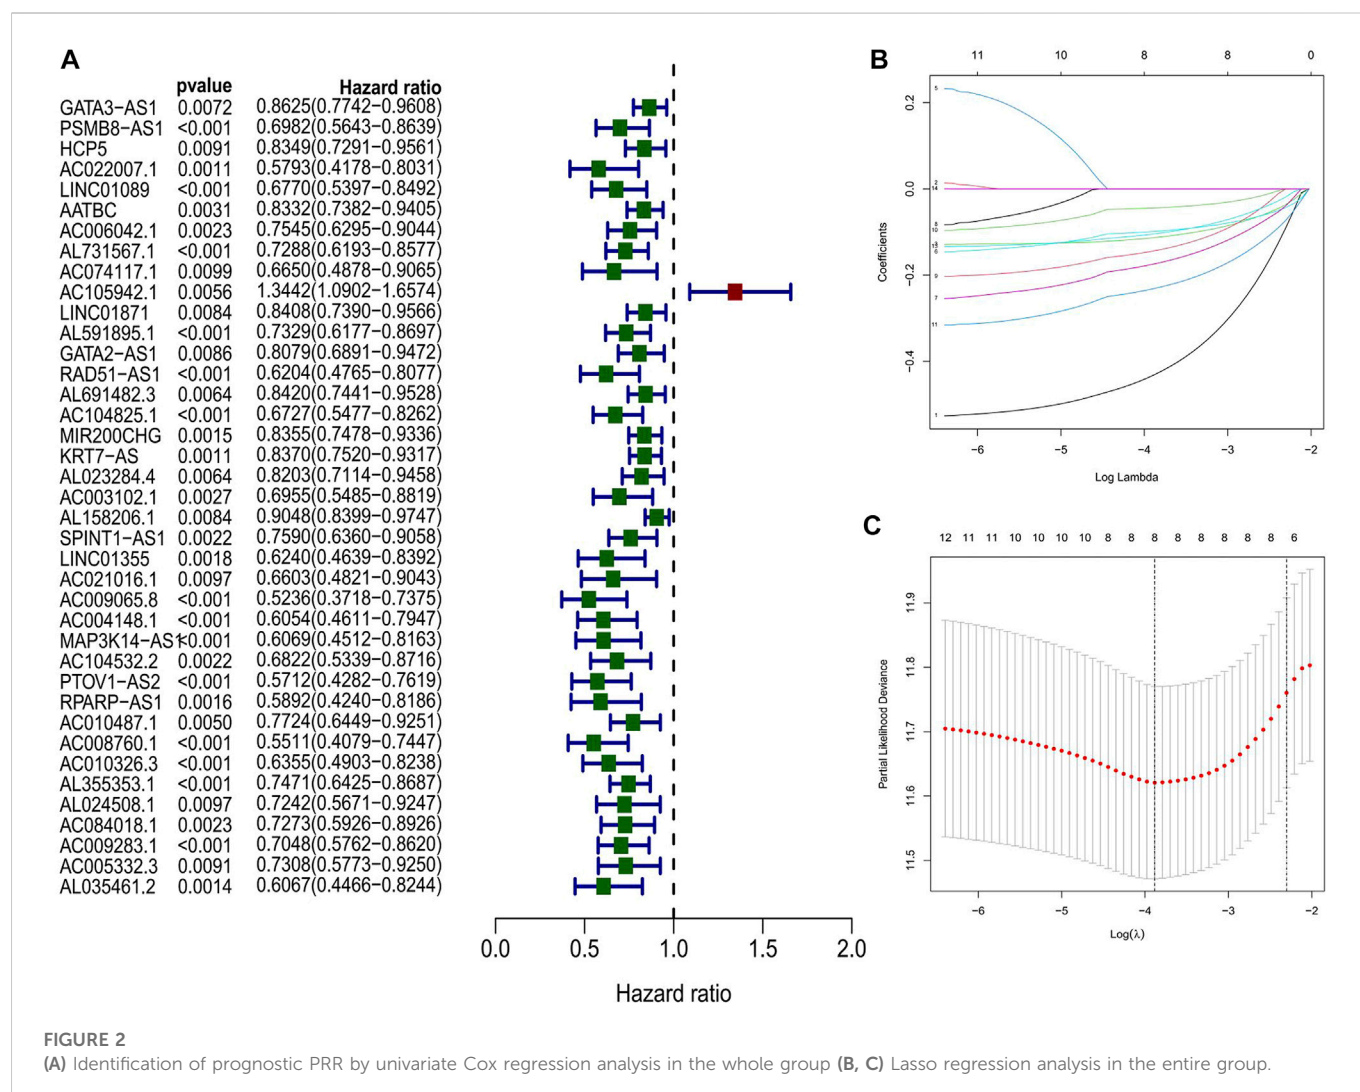 A
pvalue Hazard ratio
GATA3−AS1 0.0072 0.8625(0.7742−0.9608)
PSMB8−AS1 <0.001 0.6982(0.5643−0.8639)
HCP5 0.0091 0.8349(0.7291−0.9561)
AC022007.1 0.0011 0.5793(0.4178−0.8031)
LINC01089 <0.001 0.6770(0.5397−0.8492)
AATBC 0.0031 0.8332(0.7382−0.9405)
AC006042.1 0.0023 0.7545(0.6295−0.9044)
AL731567.1 <0.001 0.7288(0.6193−0.8577)
AC074117.1 0.0099 0.6650(0.4878−0.9065)
AC105942.1 0.0056 1.3442(1.0902−1.6574)
LINC01871 0.0084 0.8408(0.7390−0.9566)
AL591895.1 <0.001 0.7329(0.6177−0.8697)
GATA2−AS1 0.0086 0.8079(0.6891−0.9472)
RAD51−AS1 <0.001 0.6204(0.4765−0.8077)
AL691482.3 0.0064 0.8420(0.7441−0.9528)
AC104825.1 <0.001 0.6727(0.5477−0.8262)
MIR200CHG 0.0015 0.8355(0.7478−0.9336)
KRT7−AS 0.0011 0.8370(0.7520−0.9317)
AL023284.4 0.0064 0.8203(0.7114−0.9458)
AC003102.1 0.0027 0.6955(0.5485−0.8819)
AL158206.1 0.0084 0.9048(0.8399−0.9747)
SPINT1−AS1 0.0022 0.7590(0.6360−0.9058)
LINC01355 0.0018 0.6240(0.4639−0.8392)
AC021016.1 0.0097 0.6603(0.4821−0.9043)
AC009065.8 <0.001 0.5236(0.3718−0.7375)
AC004148.1 <0.001 0.6054(0.4611−0.7947)
MAP3K14−AS1 <0.001 0.6069(0.4512−0.8163)
AC104532.2 0.0022 0.6822(0.5339−0.8716)
PTOV1−AS2 <0.001 0.5712(0.4282−0.7619)
RPARP−AS1 0.0016 0.5892(0.4240−0.8186)
AC010487.1 0.0050 0.7724(0.6449−0.9251)
AC008760.1 <0.001 0.5511(0.4079−0.7447)
AC010326.3 <0.001 0.6355(0.4903−0.8238)
AL355353.1 <0.001 0.7471(0.6425−0.8687)
AL024508.1 0.0097 0.7242(0.5671−0.9247)
AC084018.1 0.0023 0.7273(0.5926−0.8926)
AC009283.1 <0.001 0.7048(0.5762−0.8620)
AC005332.3 0.0091 0.7308(0.5773−0.9250)
AL035461.2 0.0014 0.6067(0.4466−0.8244)
0.0 0.5 1.0 1.5 2.0
Hazard ratio
B
11 10 8 8 0
0.2
0.0
−0.2
−0.4
Coefficients
5
2
14
8
10
6
9
7
11
1
−6 −5 −4 −3 −2
Log Lambda
C
12 11 11 10 10 10 10 8 8 8 8 8 8 8 8 6
11.9
11.8
11.7
11.6
11.5
Partial Likelihood Deviance
−6 −5 −4 −3 −2
Log(λ)
FIGURE 2
(A) Identification of prognostic PRR by univariate Cox regression analysis in the whole group (B, C) Lasso regression analysis in the entire group.